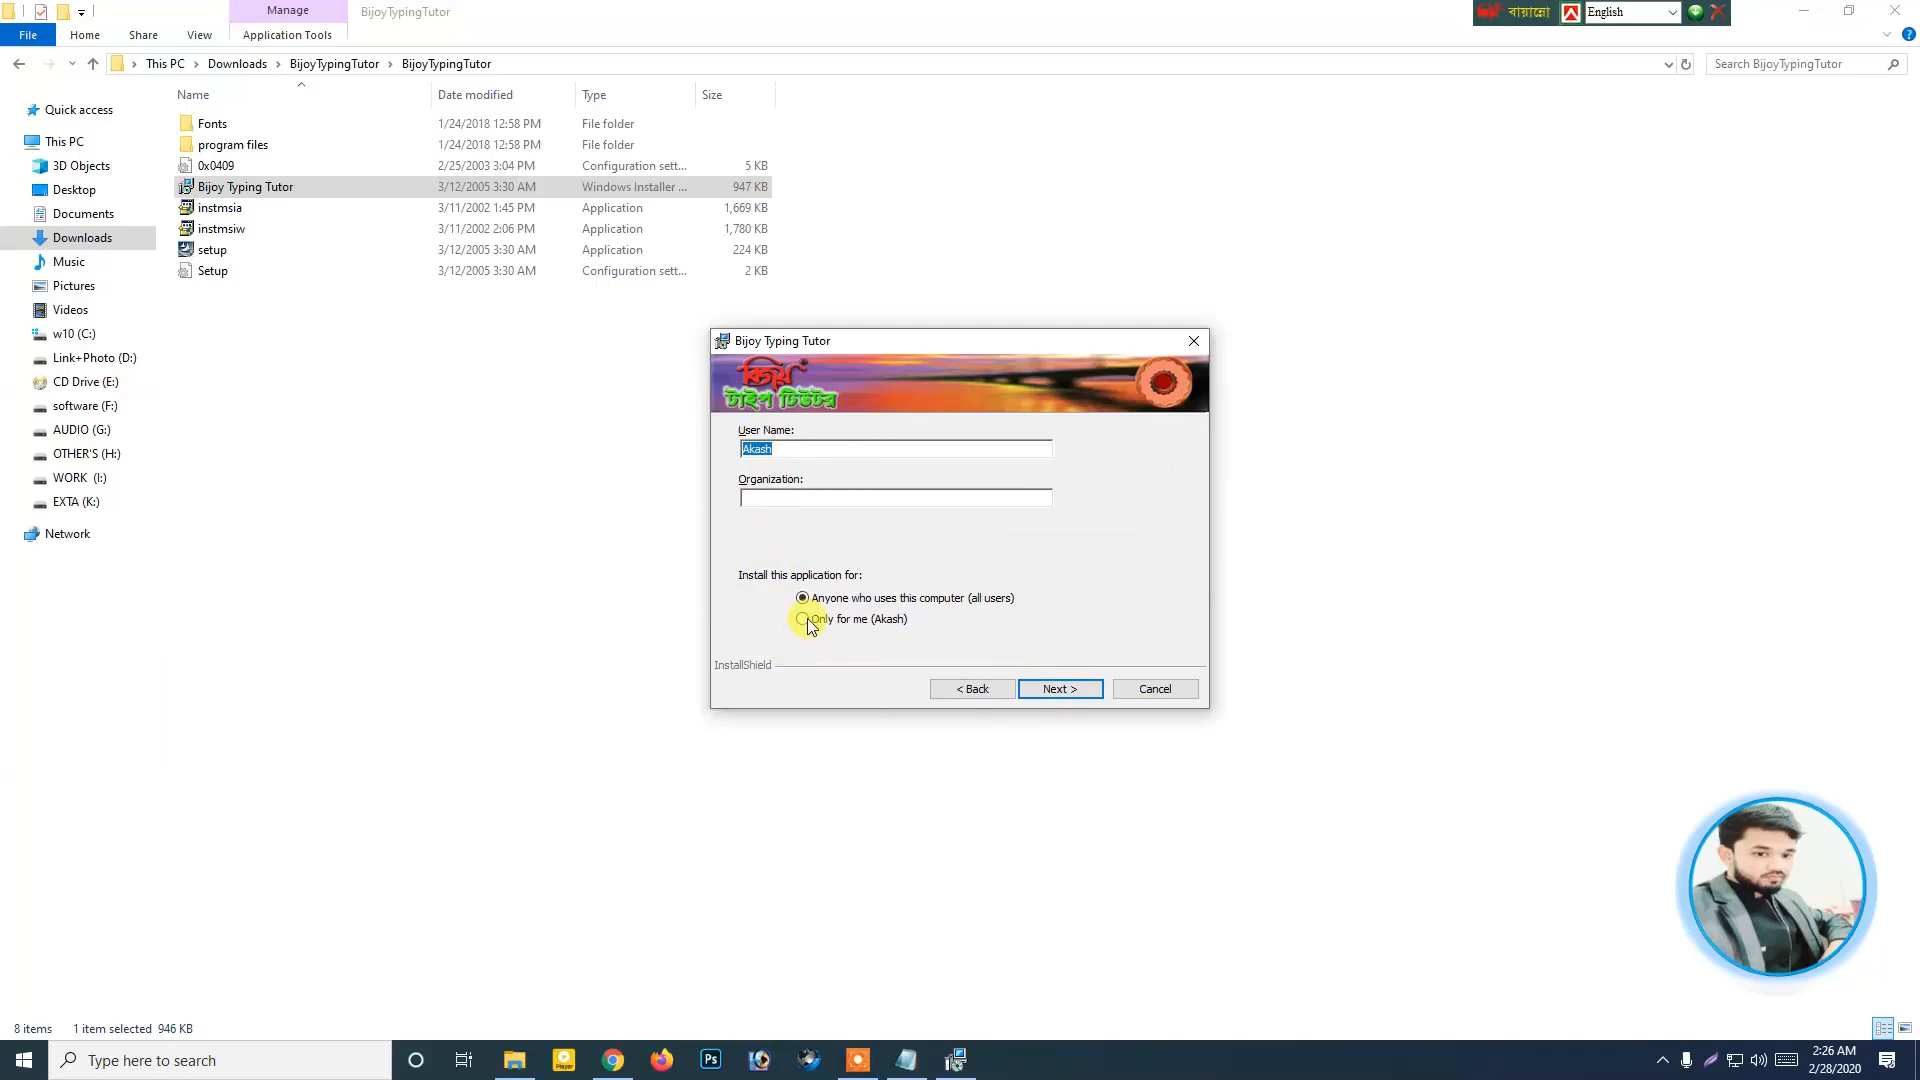 Manage
BijoyTypingTutor
বিজয় বায়ান্নো
English
File
Home
Share
View
Application Tools
This PC
Downloads
BijoyTypingTutor
BijoyTypingTutor
Search BijoyTypingTutor
Name
Date modified
Type
Size
Quick access
This PC
3D Objects
Desktop
Documents
Downloads
Music
Pictures
Videos
w10 (C:)
Link+Photo (D:)
CD Drive (E:)
software (F:)
AUDIO (G:)
OTHER'S (H:)
WORK (I:)
EXTA (K:)
Network
Fonts 1/24/2018 12:58 PM File folder
program files 1/24/2018 12:58 PM File folder
0x0409 2/25/2003 3:04 PM Configuration sett... 5 KB
Bijoy Typing Tutor 3/12/2005 3:30 AM Windows Installer ... 947 KB
instmsia 3/11/2002 1:45 PM Application 1,669 KB
instmsiw 3/11/2002 2:06 PM Application 1,780 KB
setup 3/12/2005 3:30 AM Application 224 KB
Setup 3/12/2005 3:30 AM Configuration sett... 2 KB
Bijoy Typing Tutor
বিজয়®
টাইপ টিউটর
User Name:
Akash
Organization:
Install this application for:
Anyone who uses this computer (all users)
Only for me (Akash)
InstallShield
< Back
Next >
Cancel
8 items
1 item selected 946 KB
Type here to search
Player
Ps
2:26 AM
2/28/2020